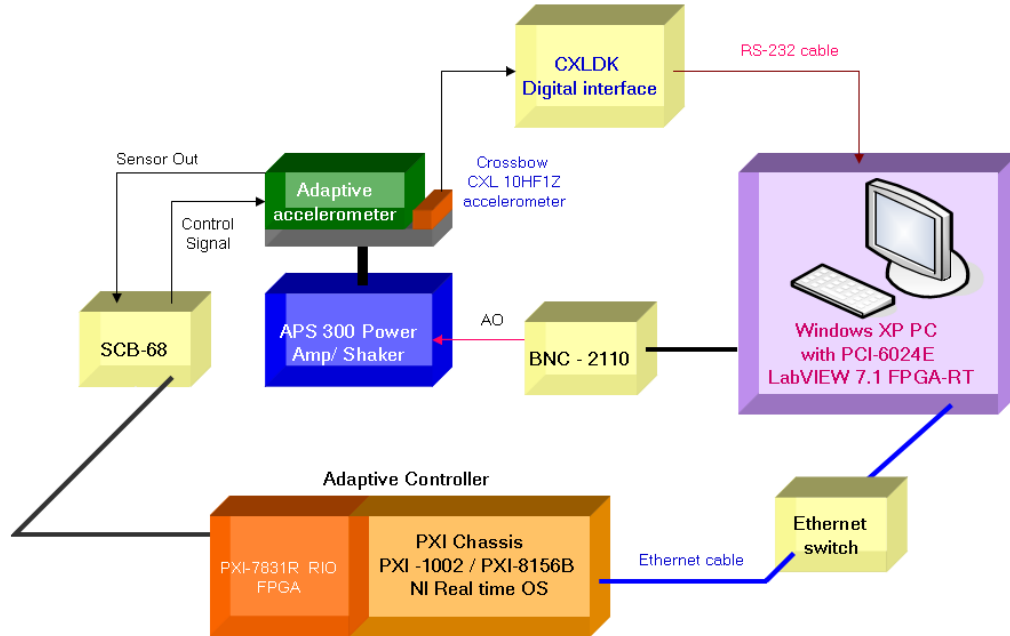 CXLDK
Digital interface
RS-232 cable
Sensor Out
Adaptive
accelerometer
Crossbow
CXL 10HF1Z
accelerometer
Control
Signal
SCB-68
APS 300 Power
Amp/ Shaker
AO
BNC - 2110
Windows XP PC
with PCI-6024E
LabVIEW 7.1 FPGA-RT
Adaptive Controller
PXI-7831R RIO
FPGA
PXI Chassis
PXI -1002 / PXI-8156B
NI Real time OS
Ethernet cable
Ethernet
switch